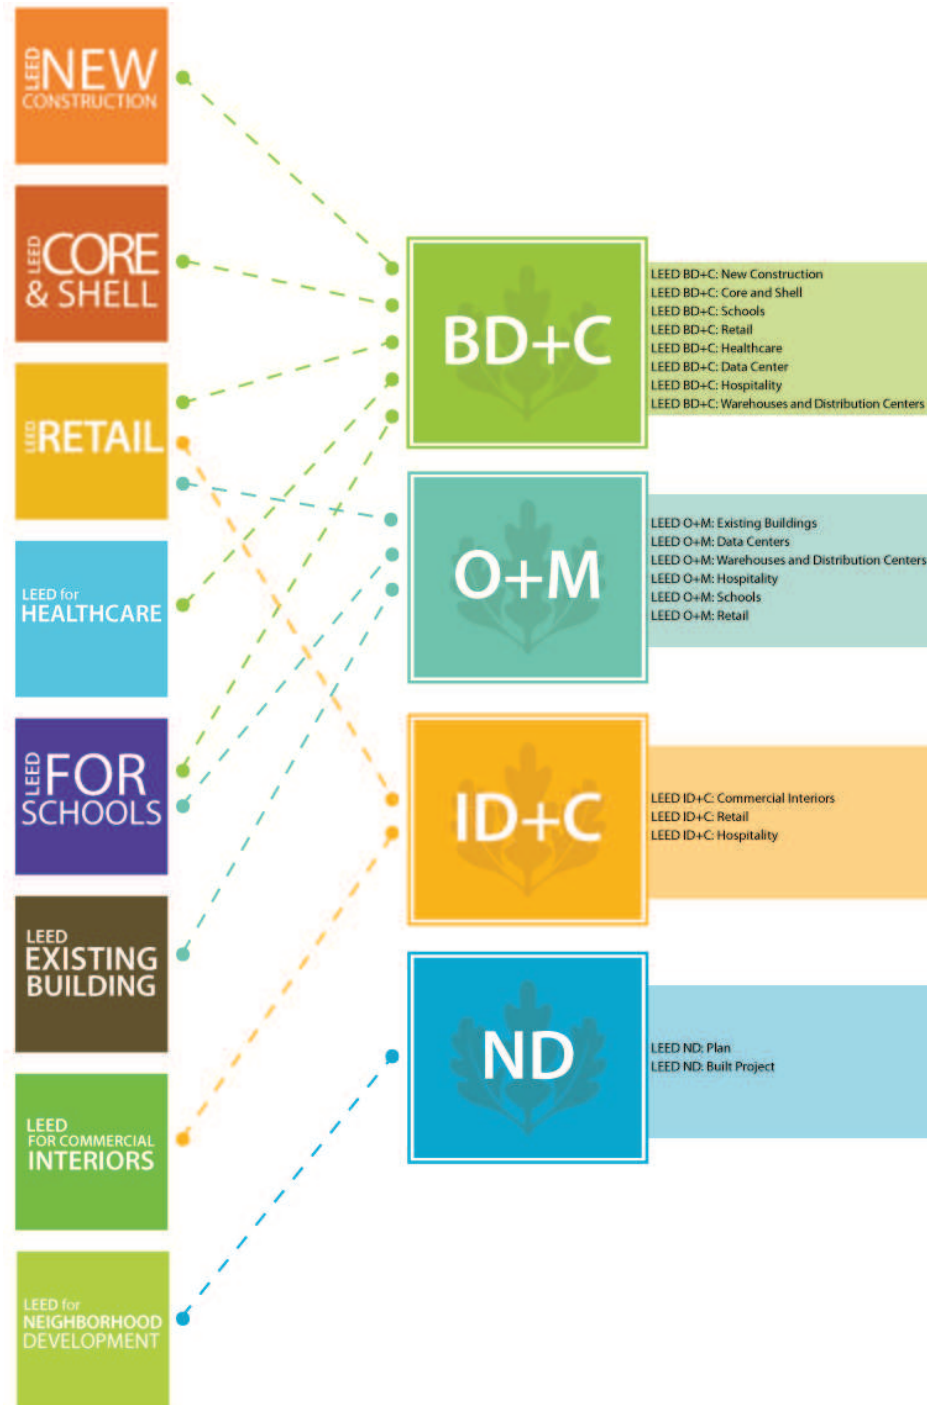 LEED NEW
CONSTRUCTION
LEED CORE
& SHELL
LEED RETAIL
LEED for
HEALTHCARE
LEED FOR
SCHOOLS
LEED
EXISTING
BUILDING
LEED
FOR COMMERCIAL
INTERIORS
LEED for
NEIGHBORHOOD
DEVELOPMENT
BD+C
LEED BD+C: New Construction
LEED BD+C: Core and Shell
LEED BD+C: Schools
LEED BD+C: Retail
LEED BD+C: Healthcare
LEED BD+C: Data Center
LEED BD+C: Hospitality
LEED BD+C: Warehouses and Distribution Centers
O+M
LEED O+M: Existing Buildings
LEED O+M: Data Centers
LEED O+M: Warehouses and Distribution Centers
LEED O+M: Hospitality
LEED O+M: Schools
LEED O+M: Retail
ID+C
LEED ID+C: Commercial Interiors
LEED ID+C: Retail
LEED ID+C: Hospitality
ND
LEED ND: Plan
LEED ND: Built Project